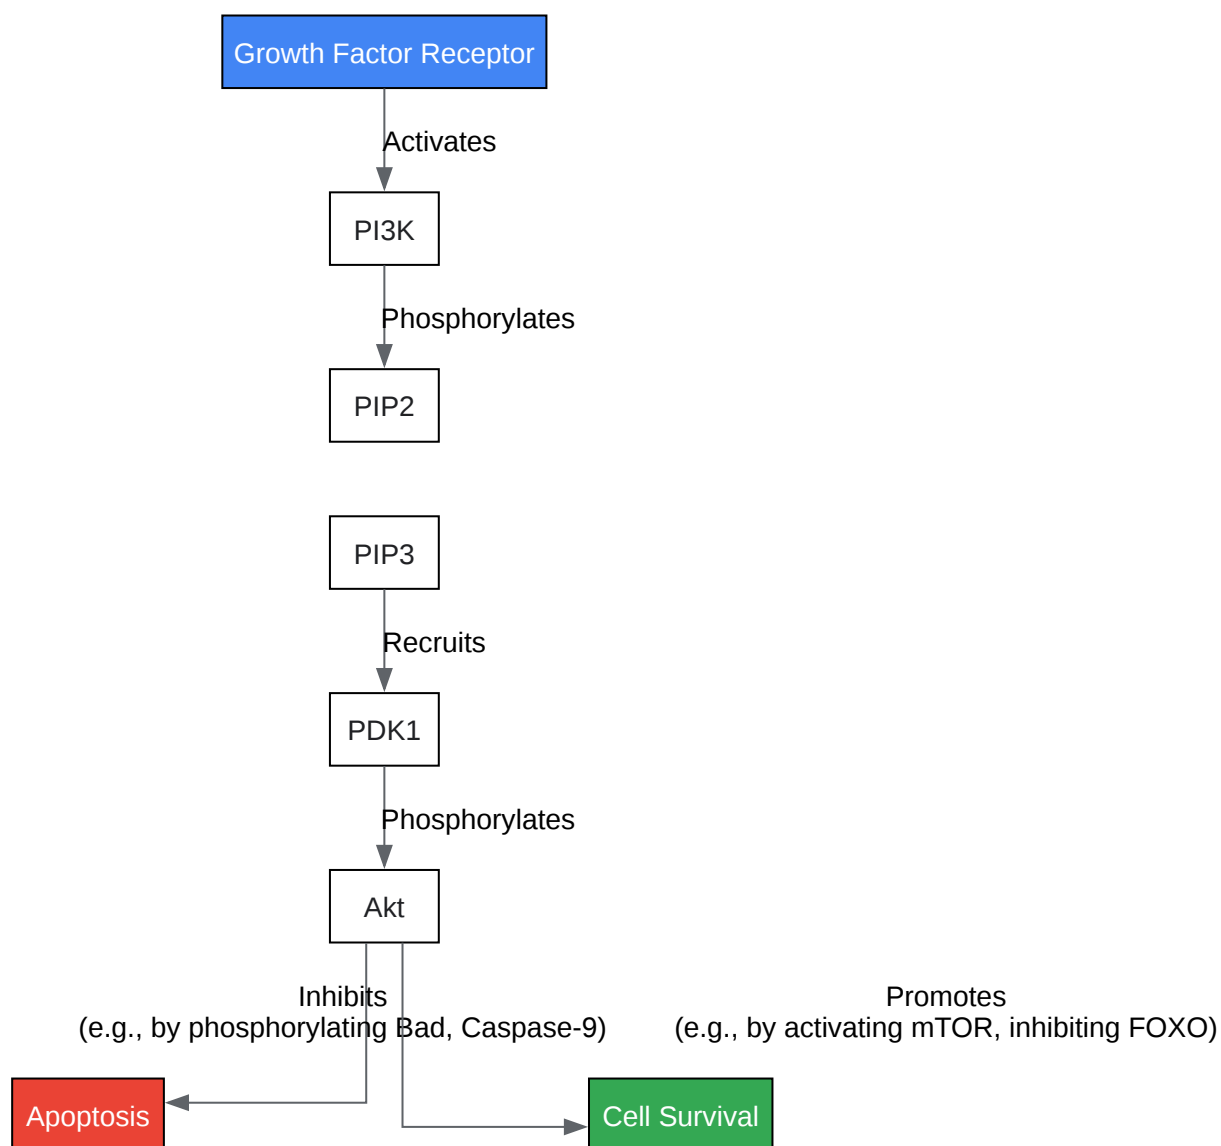 Growth Factor Receptor
Activates
PI3K
Phosphorylates
PIP2
PIP3
Recruits
PDK1
Phosphorylates
Akt
Inhibits
(e.g., by phosphorylating Bad, Caspase-9)
Promotes
(e.g., by activating mTOR, inhibiting FOXO)
Apoptosis
Cell Survival